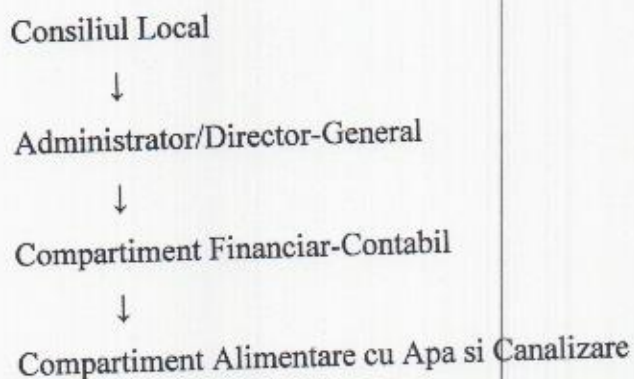 Consiliul Local
↓
Administrator/Director-General
↓
Compartiment Financiar-Contabil
↓
Compartiment Alimentare cu Apa si Canalizare